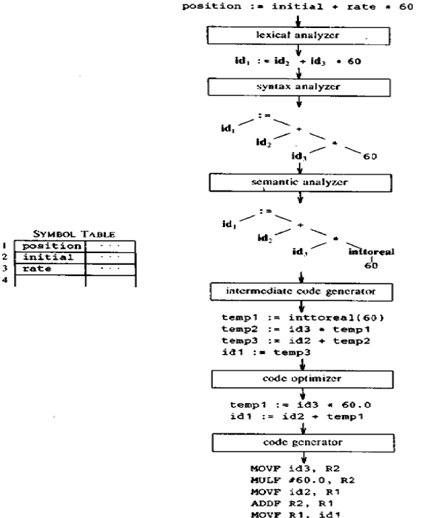 position := initial + rate * 60
lexical analyzer
id₁ := id₂ + id₃ * 60
syntax analyzer
:=
id₁ +
id₂ *
id₃ 60
semantic analyzer
:=
id₁ +
id₂ *
id₃ inttoreal
60
SYMBOL TABLE
1 position ...
2 initial ...
3 rate ...
4
intermediate code generator
temp1 := inttoreal(60)
temp2 := id3 * temp1
temp3 := id2 + temp2
id1 := temp3
code optimizer
temp1 := id3 * 60.0
id1 := id2 + temp1
code generator
MOVF id3, R2
MULF #60.0, R2
MOVF id2, R1
ADDF R2, R1
MOVF R1, id1